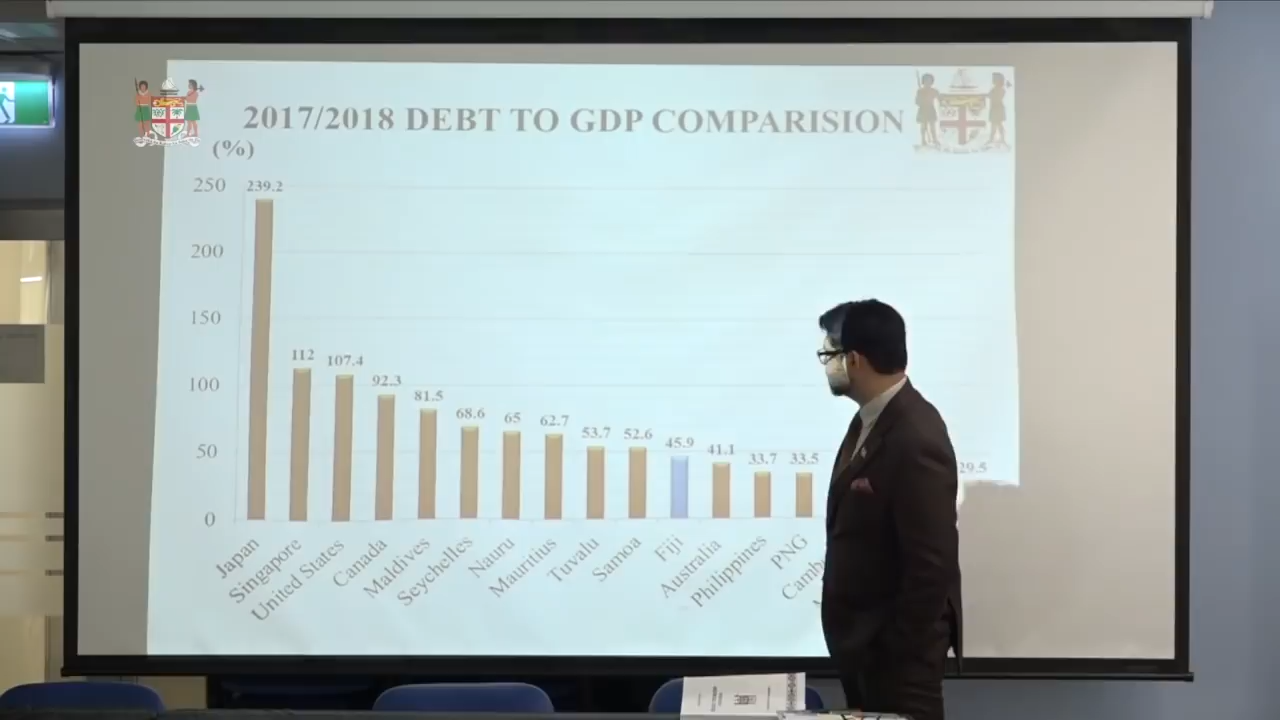 2017/2018 DEBT TO GDP COMPARISION
(%)
250
200
150
100
50
0
239.2
112
107.4
92.3
81.5
68.6
65
62.7
53.7
52.6
45.9
41.1
33.7
33.5
29.5
Japan
Singapore
United States
Canada
Maldives
Seychelles
Nauru
Mauritius
Tuvalu
Samoa
Fiji
Australia
Philippines
PNG